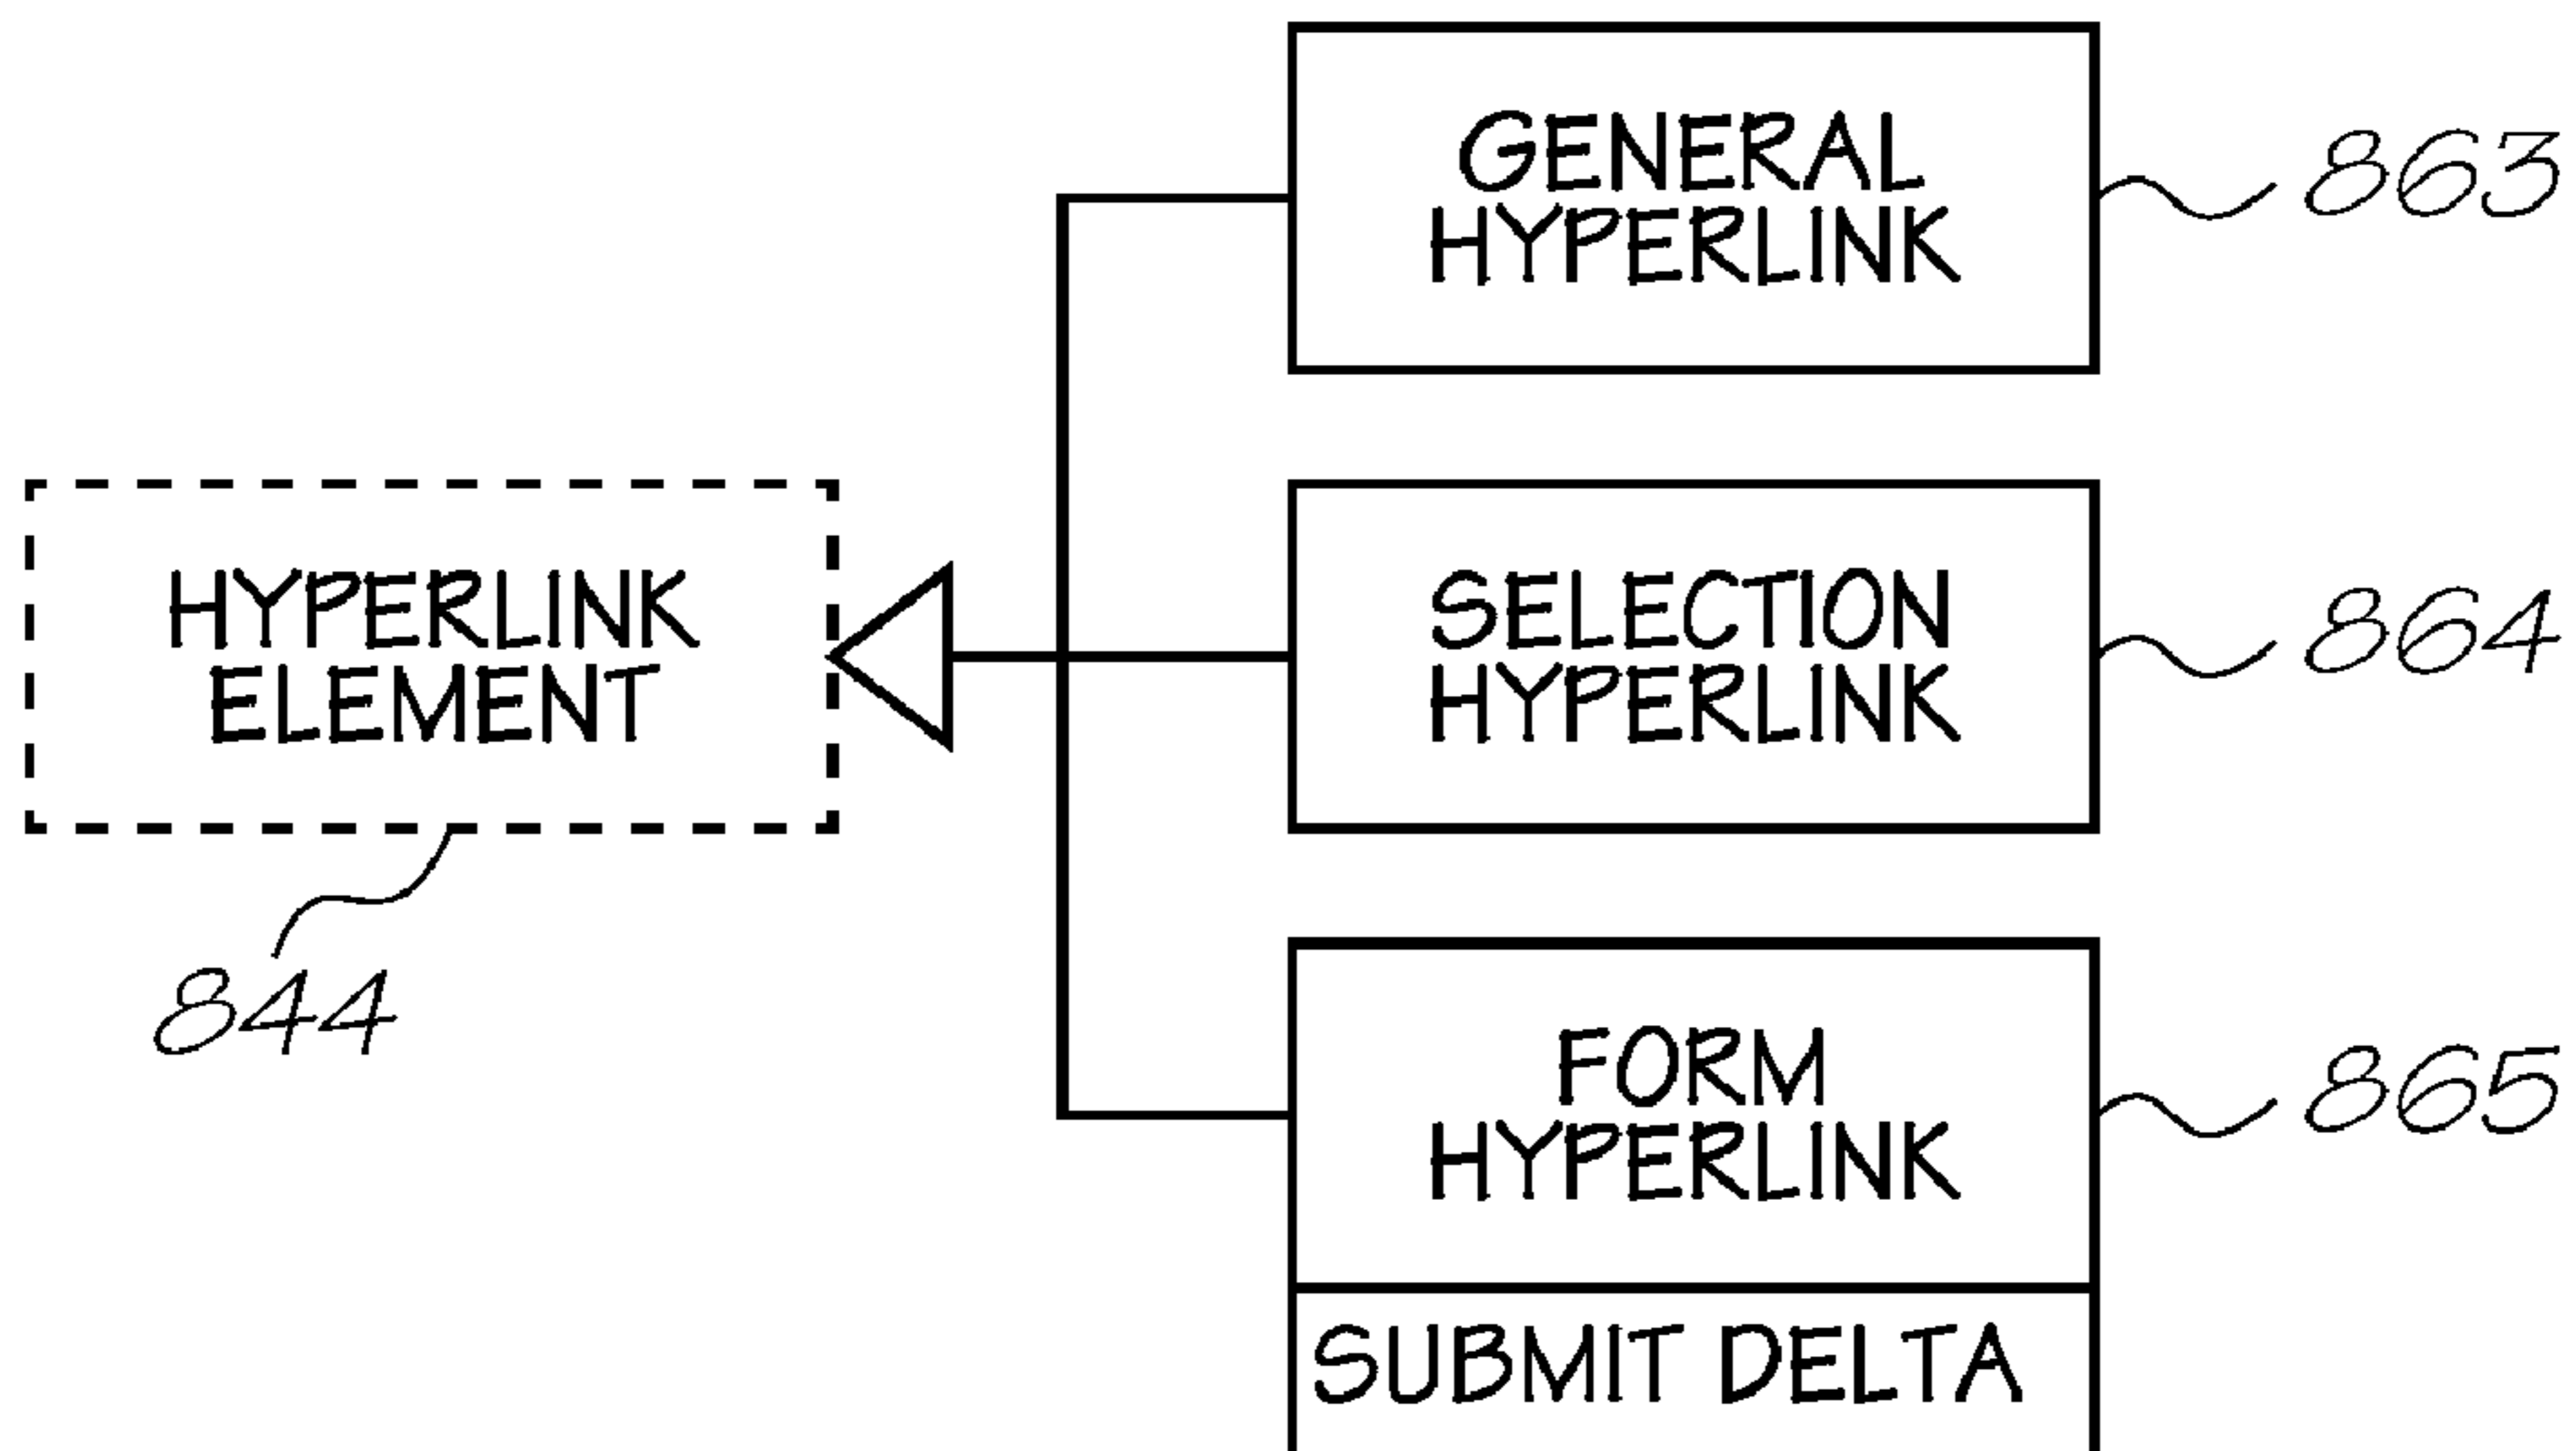 GENERAL
HYPERLINK
863
HYPERLINK
ELEMENT
844
SELECTION
HYPERLINK
864
FORM
HYPERLINK
865
SUBMIT DELTA